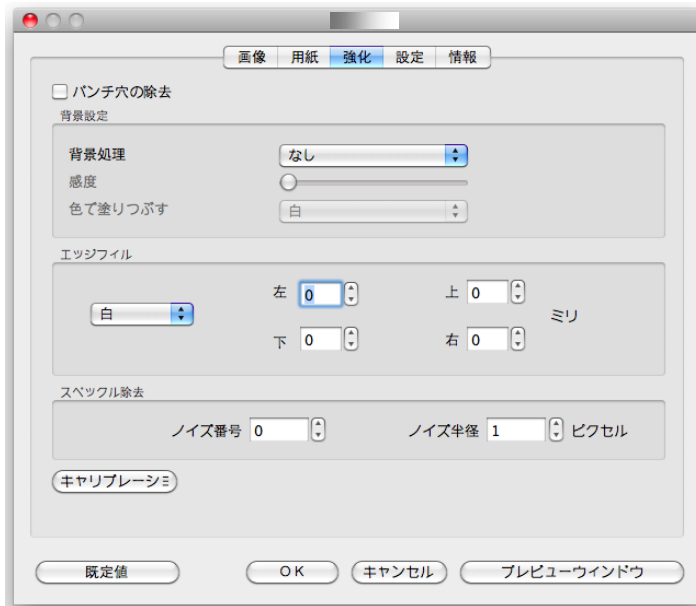 画像 用紙 強化 設定 情報
パンチ穴の除去
背景設定
背景処理 なし
感度
色で塗りつぶす 白
エッジフィル
白 左 0 上 0 ミリ
下 0 右 0
スペックル除去
ノイズ番号 0 ノイズ半径 1 ピクセル
キャリブレーショ
既定値 OK キャンセル プレビューウィンドウ